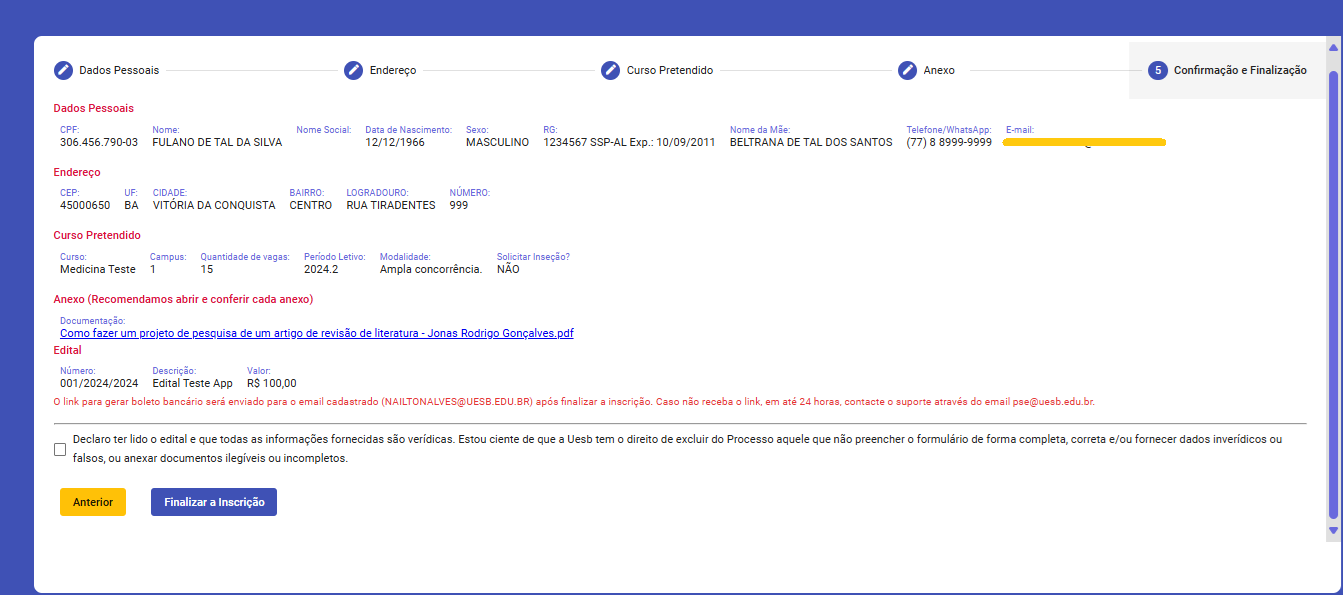 Dados Pessoais Endereço Curso Pretendido Anexo 5 Confirmação e Finalização
Dados Pessoais
CPF: Nome: Nome Social: Data de Nascimento: Sexo: RG: Nome da Mãe: Telefone/WhatsApp: E-mail:
306.456.790-03 FULANO DE TAL DA SILVA 12/12/1966 MASCULINO 1234567 SSP-AL Exp.: 10/09/2011 BELTRANA DE TAL DOS SANTOS (77) 8 8999-9999
Endereço
CEP: UF: CIDADE: BAIRRO: LOGRADOURO: NÚMERO:
45000650 BA VITÓRIA DA CONQUISTA CENTRO RUA TIRADENTES 999
Curso Pretendido
Curso: Campus: Quantidade de vagas: Período Letivo: Modalidade: Solicitar Inseção?
Medicina Teste 1 15 2024.2 Ampla concorrência. NÃO
Anexo (Recomendamos abrir e conferir cada anexo)
Documentação:
Como fazer um projeto de pesquisa de um artigo de revisão de literatura - Jonas Rodrigo Gonçalves.pdf
Edital
Número: Descrição: Valor:
001/2024/2024 Edital Teste App R$ 100,00
O link para gerar boleto bancário será enviado para o email cadastrado (NAILTONALVES@UESB.EDU.BR) após finalizar a inscrição. Caso não receba o link, em até 24 horas, contacte o suporte através do email pse@uesb.edu.br.
Declaro ter lido o edital e que todas as informações fornecidas são verídicas. Estou ciente de que a Uesb tem o direito de excluir do Processo aquele que não preencher o formulário de forma completa, correta e/ou fornecer dados inverídicos ou
falsos, ou anexar documentos ilegíveis ou incompletos.
Anterior Finalizar a Inscrição